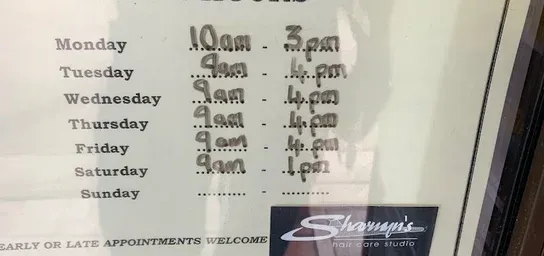 Monday 10am - 3pm
Tuesday 9am - 4pm
Wednesday 9am - 4pm
Thursday 9am - 4pm
Friday 9am - 4pm
Saturday 9am - 1pm
Sunday .......... - ..........
EARLY OR LATE APPOINTMENTS WELCOME
hair care studio